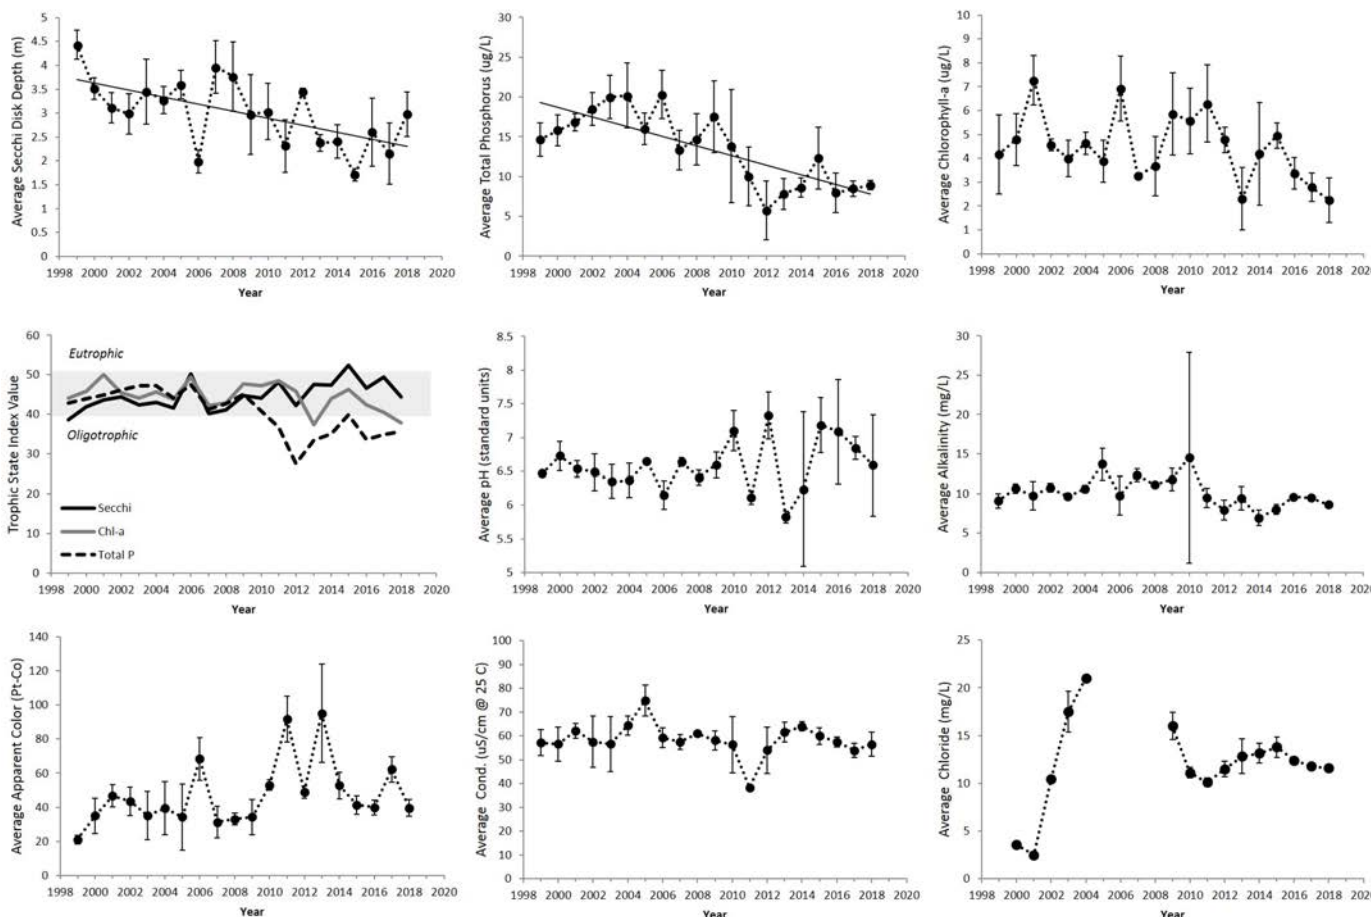 Average Secchi Disk Depth (m)
5
4.5
4
3.5
3
2.5
2
1.5
1
0.5
0
1998 2000 2002 2004 2006 2008 2010 2012 2014 2016 2018 2020
Year
Average Total Phosphorus (ug/L)
30
25
20
15
10
5
0
1998 2000 2002 2004 2006 2008 2010 2012 2014 2016 2018 2020
Year
Average Chlorophyll-a (ug/L)
10
9
8
7
6
5
4
3
2
1
0
1998 2000 2002 2004 2006 2008 2010 2012 2014 2016 2018 2020
Year
Trophic State Index Value
60
50
40
30
20
10
0
Eutrophic
Oligotrophic
Secchi
Chl-a
Total P
1998 2000 2002 2004 2006 2008 2010 2012 2014 2016 2018 2020
Year
Average pH (standard units)
8.5
8
7.5
7
6.5
6
5.5
5
1998 2000 2002 2004 2006 2008 2010 2012 2014 2016 2018 2020
Year
Average Alkalinity (mg/L)
30
25
20
15
10
5
0
1998 2000 2002 2004 2006 2008 2010 2012 2014 2016 2018 2020
Year
Average Apparent Color (Pt-Co)
140
120
100
80
60
40
20
0
1998 2000 2002 2004 2006 2008 2010 2012 2014 2016 2018 2020
Year
Average Cond. (uS/cm @ 25 C)
100
90
80
70
60
50
40
30
20
10
0
1998 2000 2002 2004 2006 2008 2010 2012 2014 2016 2018 2020
Year
Average Chloride (mg/L)
25
20
15
10
5
0
1998 2000 2002 2004 2006 2008 2010 2012 2014 2016 2018 2020
Year